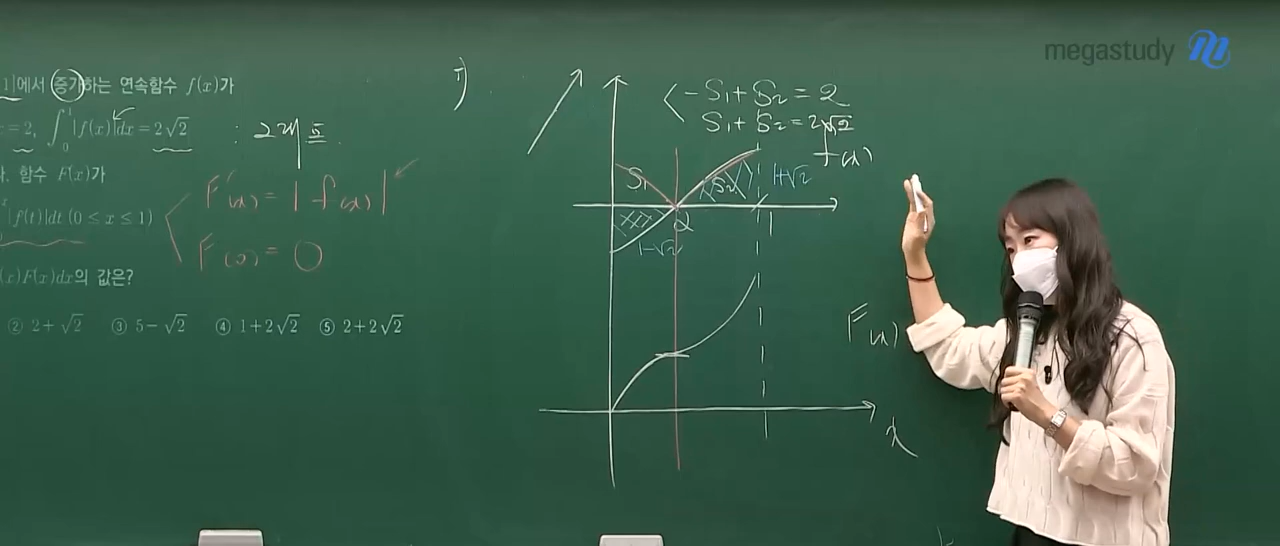 megastudy
1]에서 증가하는 연속함수 f(x)가
= 2, ∫₀¹|f(x)|dx = 2√2
: 2개 프.
함수 F(x)가
|f(t)|dt (0 ≤ x ≤ 1)
(x)F(x)dx의 값은?
② 2+√2 ③ 5−√2 ④ 1+2√2 ⑤ 2+2√2
F'(x) = |f(x)|
F(0) = 0
-S₁+S₂=2
S₁+S₂=2√2
f(x)
S₁
S₂
1+√2
α
1
1-√2
F(x)
x